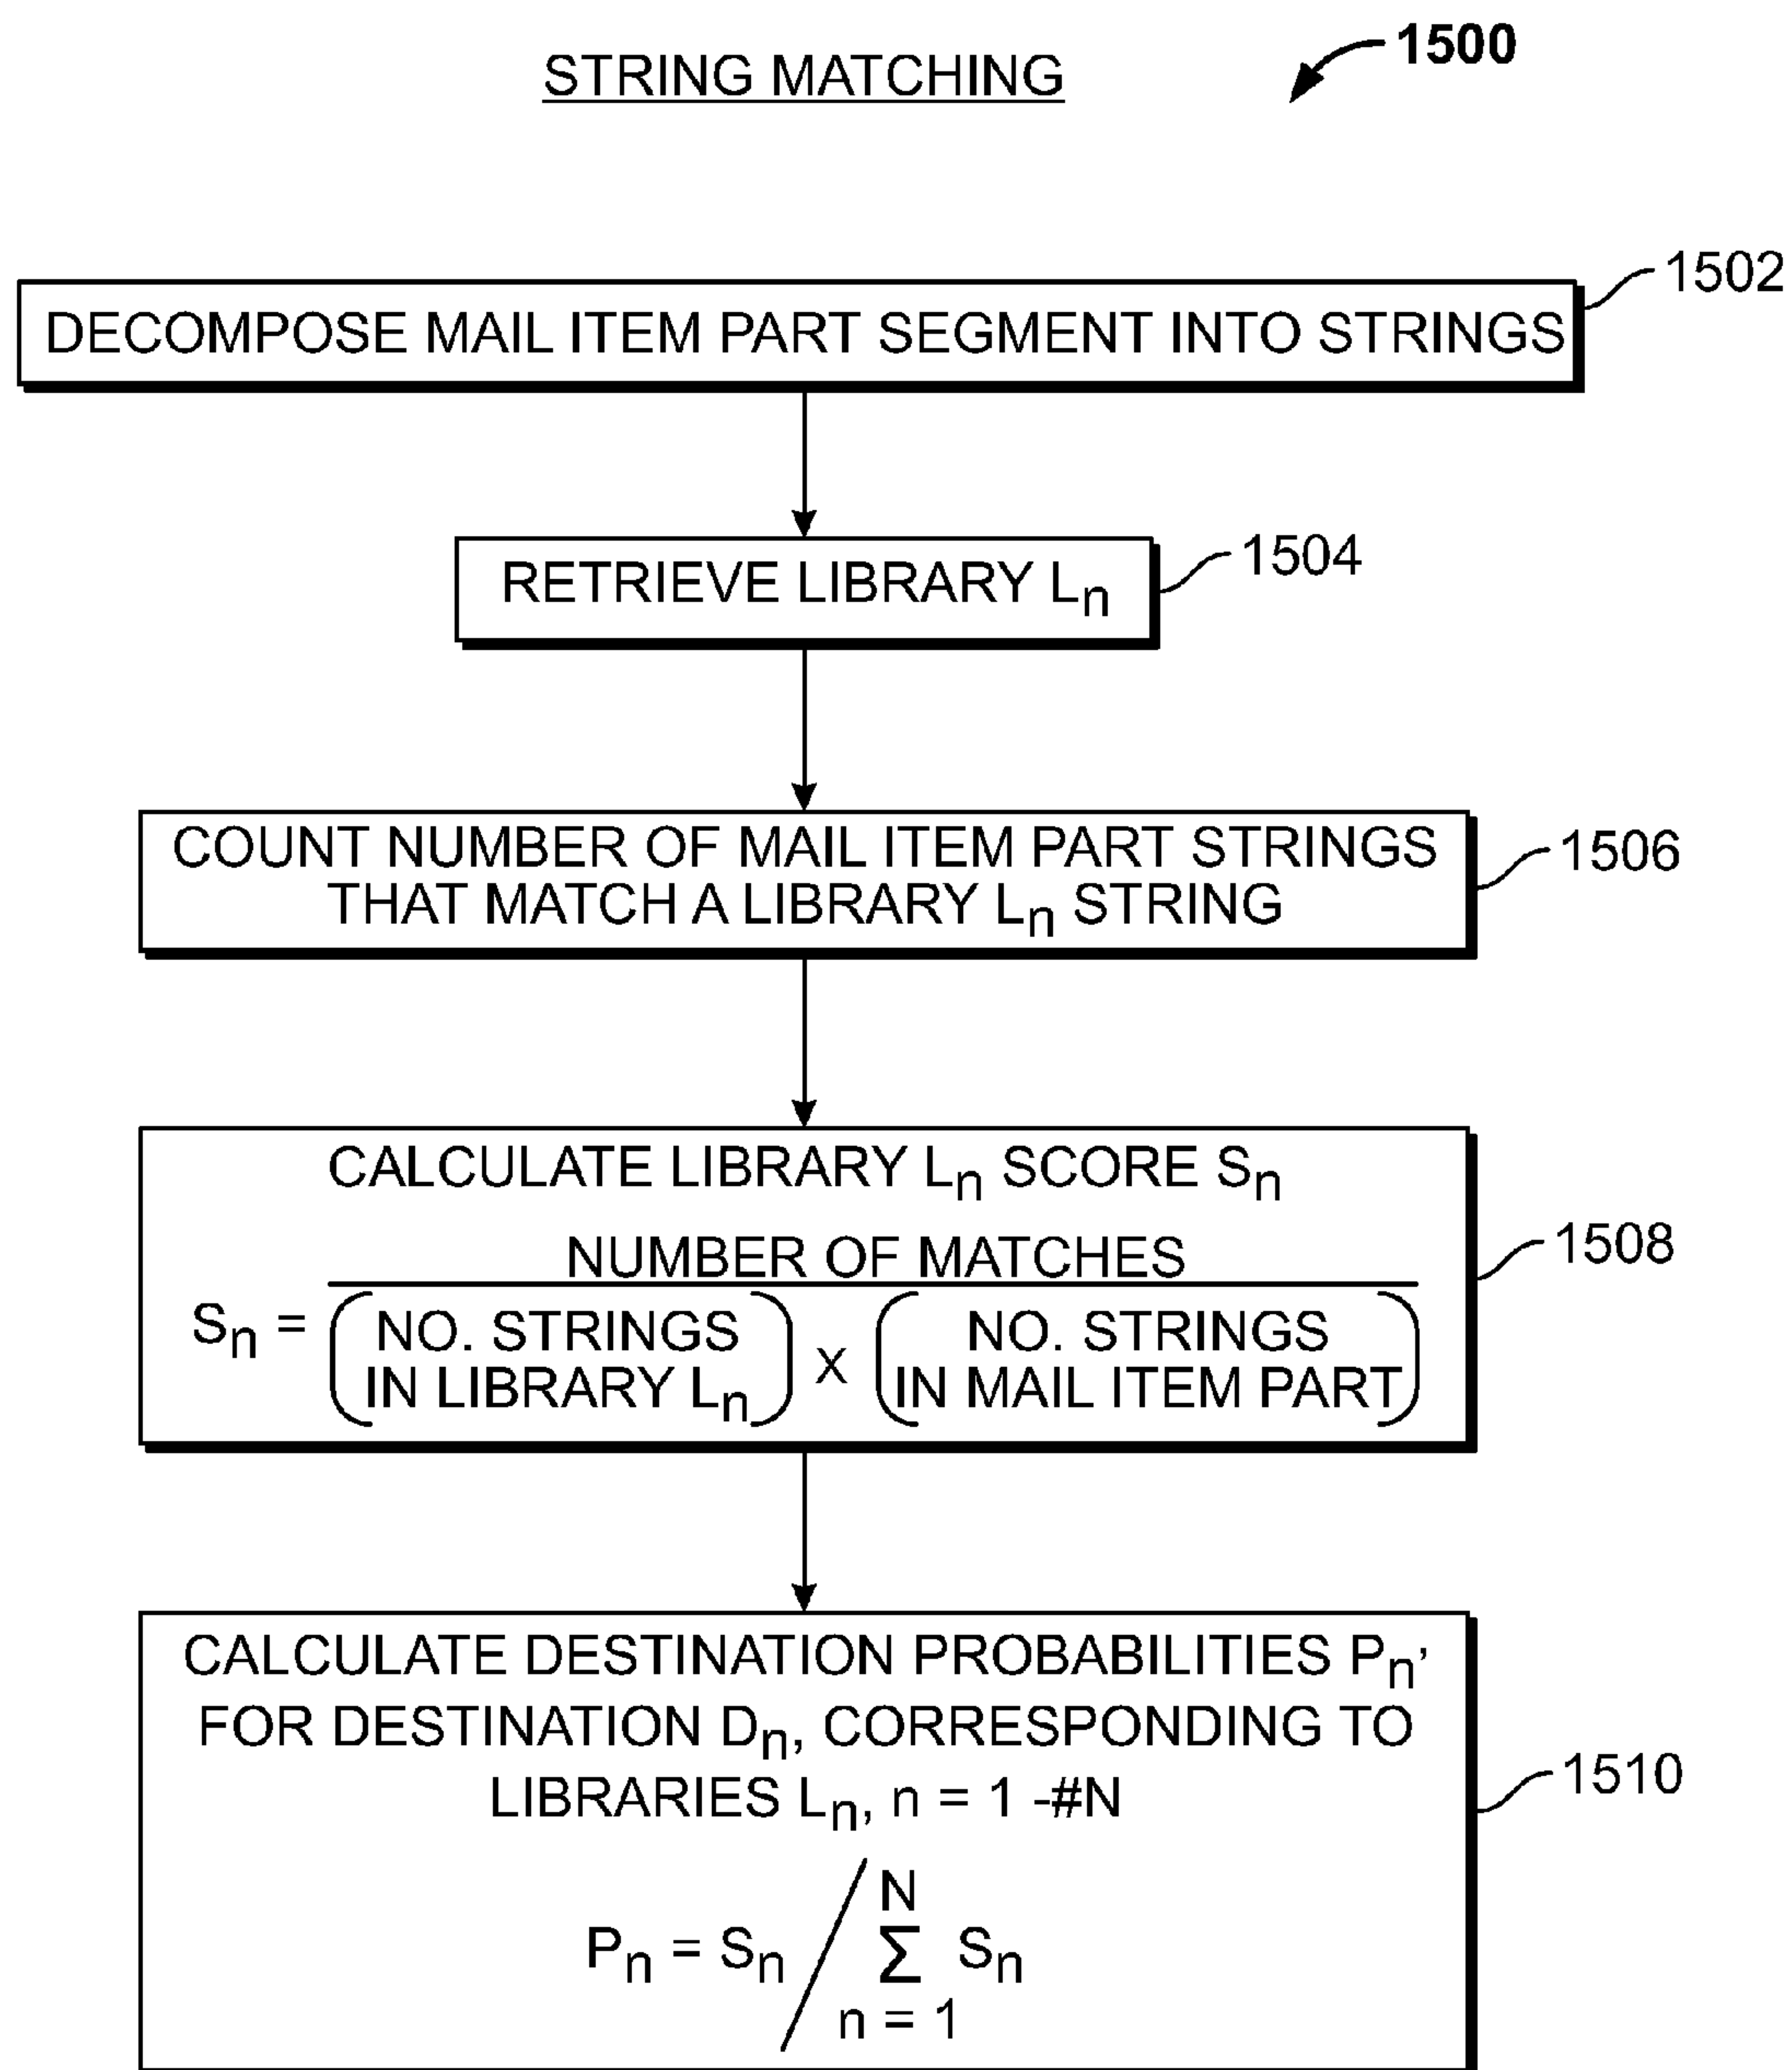 STRING MATCHING
1500
DECOMPOSE MAIL ITEM PART SEGMENT INTO STRINGS
1502
RETRIEVE LIBRARY Ln
1504
COUNT NUMBER OF MAIL ITEM PART STRINGS
THAT MATCH A LIBRARY Ln STRING
1506
CALCULATE LIBRARY Ln SCORE Sn
NUMBER OF MATCHES
Sn =
(NO. STRINGS
IN LIBRARY Ln)
x
(NO. STRINGS
IN MAIL ITEM PART)
1508
CALCULATE DESTINATION PROBABILITIES Pn,
FOR DESTINATION Dn, CORRESPONDING TO
LIBRARIES Ln, n = 1 -#N
1510
N
Pn = Sn / Σ Sn
n = 1